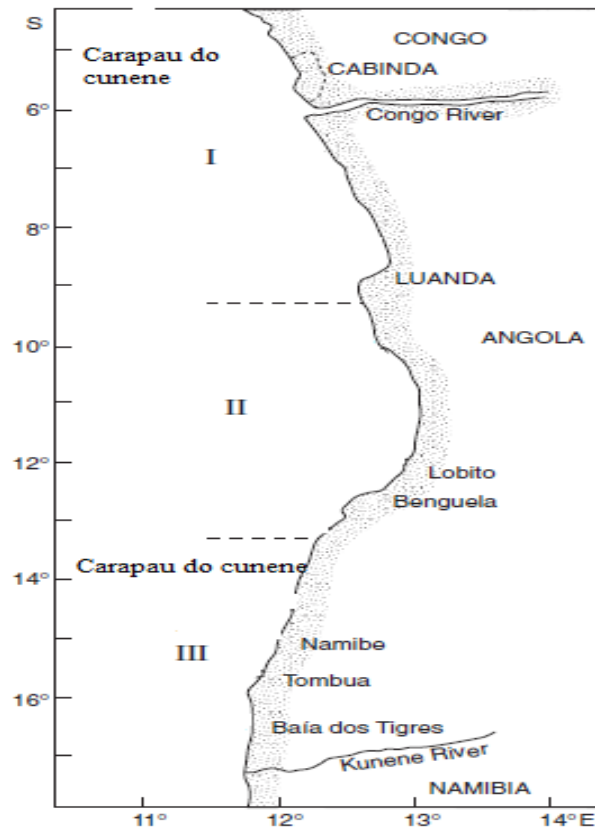 S
CONGO
Carapau do
cunene
CABINDA
6°
Congo River
I
8°
LUANDA
10°
ANGOLA
II
12°
Lobito
Benguela
Carapau do cunene
14°
Namibe
III
Tombua
16°
Baía dos Tigres
Kunene River
NAMIBIA
11°
12°
13°
14°E